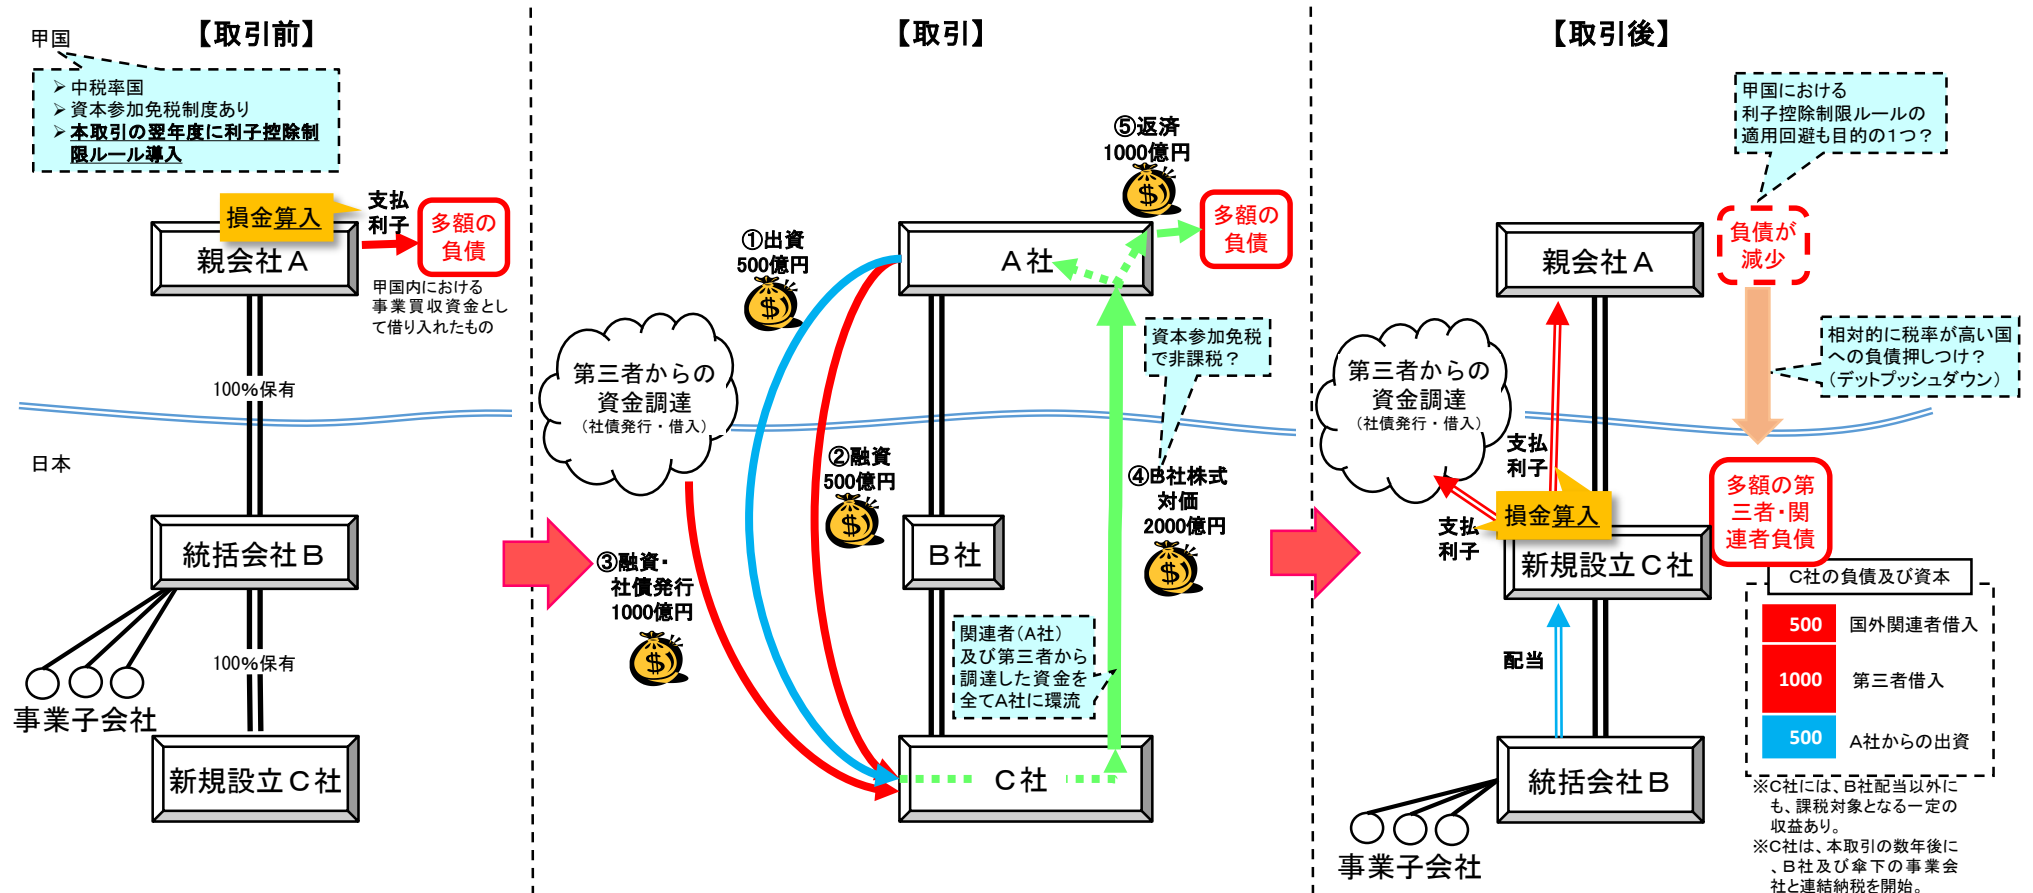 【取引前】
甲国
➢ 中税率国
➢ 資本参加免税制度あり
➢ 本取引の翌年度に利子控除制
限ルール導入
損金算入
支払
利子
多額の
負債
親会社Ａ
甲国内における
事業買収資金とし
て借り入れたもの
100％保有
日本
統括会社Ｂ
100％保有
事業子会社
新規設立Ｃ社
【取引】
⑤返済
1000億円
多額の
負債
①出資
500億円
Ａ社
第三者からの
資金調達
（社債発行・借入）
資本参加免税
で非課税？
②融資
500億円
④Ｂ社株式
対価
2000億円
Ｂ社
③融資・
社債発行
1000億円
関連者（Ａ社）
及び第三者から
調達した資金を
全てＡ社に環流
Ｃ社
【取引後】
甲国における
利子控除制限ルールの
適用回避も目的の１つ？
負債が
減少
親会社Ａ
相対的に税率が高い国
への負債押しつけ？
（デットプッシュダウン）
第三者からの
資金調達
（社債発行・借入）
支払
利子
損金算入
支払
利子
多額の第
三者・関
連者負債
新規設立Ｃ社
Ｃ社の負債及び資本
500 国外関連者借入
1000 第三者借入
500 Ａ社からの出資
配当
統括会社Ｂ
事業子会社
※Ｃ社には、Ｂ社配当以外に
も、課税対象となる一定の
収益あり。
※Ｃ社は、本取引の数年後に
、Ｂ社及び傘下の事業会
社と連結納税を開始。